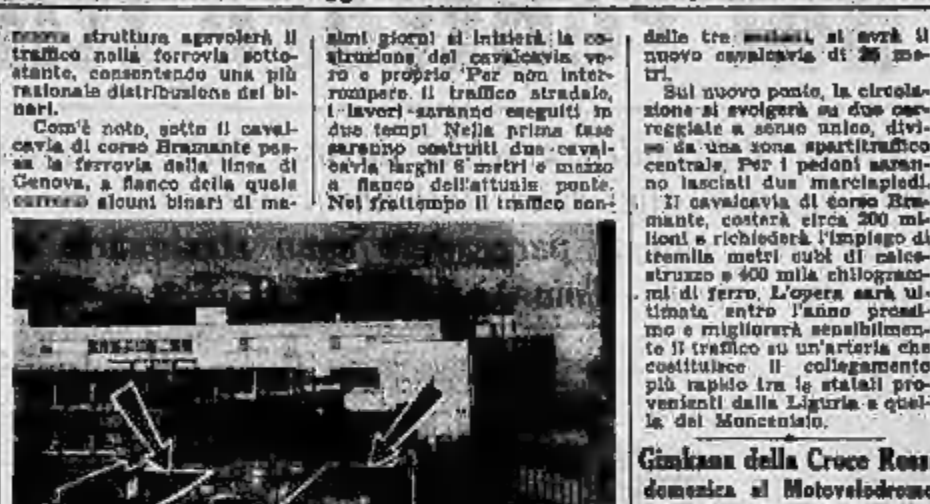 struttura agevolerà il
traffico nella ferrovia sotto-
stante, consentendo una più
razionale distribuzione dei bi-
nari.
Com'è noto, sotto il caval-
cavia di corso Bramante pas-
sa la ferrovia della linea di
Genova, a fianco della quale
alcuni binari di ma-
simi giorni si inizierà la co-
struzione del cavalcavia ve-
ro e proprio. Per non inter-
rompere il traffico stradale,
i lavori saranno eseguiti in
due tempi. Nella prima fase
saranno costruiti due caval-
cavia larghi 6 metri e mezzo
a fianco dell'attuale ponte.
Nel frattempo il traffico con-
dalle tre si avrà il
nuovo cavalcavia di me-
tri.
Sul nuovo ponte, la circola-
zione si svolgerà su due car-
reggiate a senso unico, divi-
se da una zona spartitraffico
centrale. Per i pedoni saran-
no lasciati due marciapiedi.
Il cavalcavia di corso Bra-
mante, costerà circa 200 mi-
lioni e richiederà l'impiego di
tremila metri cubi di calce-
struzzo e 400 mila chilogram-
mi di ferro. L'opera sarà ul-
timata entro l'anno prossi-
mo e migliorerà sensibilmen-
te il traffico su un'arteria che
costituisce il collegamento
più rapido tra le statali pro-
venienti dalla Liguria e quel-
la del Moncenisio.
Gimkana della Croce Rossa
domenica al Motovelodromo